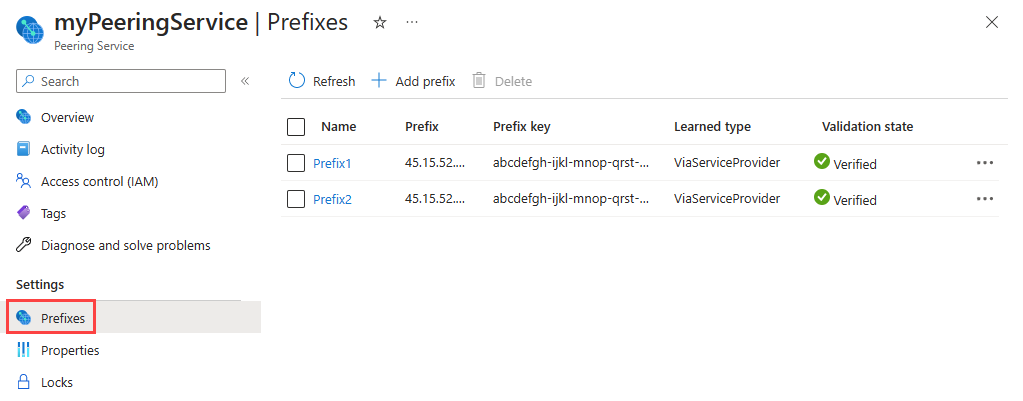 myPeeringService | Prefixes
Peering Service
Search
Overview
Activity log
Access control (IAM)
Tags
Diagnose and solve problems
Settings
Prefixes
Properties
Locks
Refresh Add prefix Delete
Name Prefix Prefix key Learned type Validation state
Prefix1 45.15.52.... abcdefgh-ijkl-mnop-qrst-... ViaServiceProvider Verified
Prefix2 45.15.52.... abcdefgh-ijkl-mnop-qrst-... ViaServiceProvider Verified